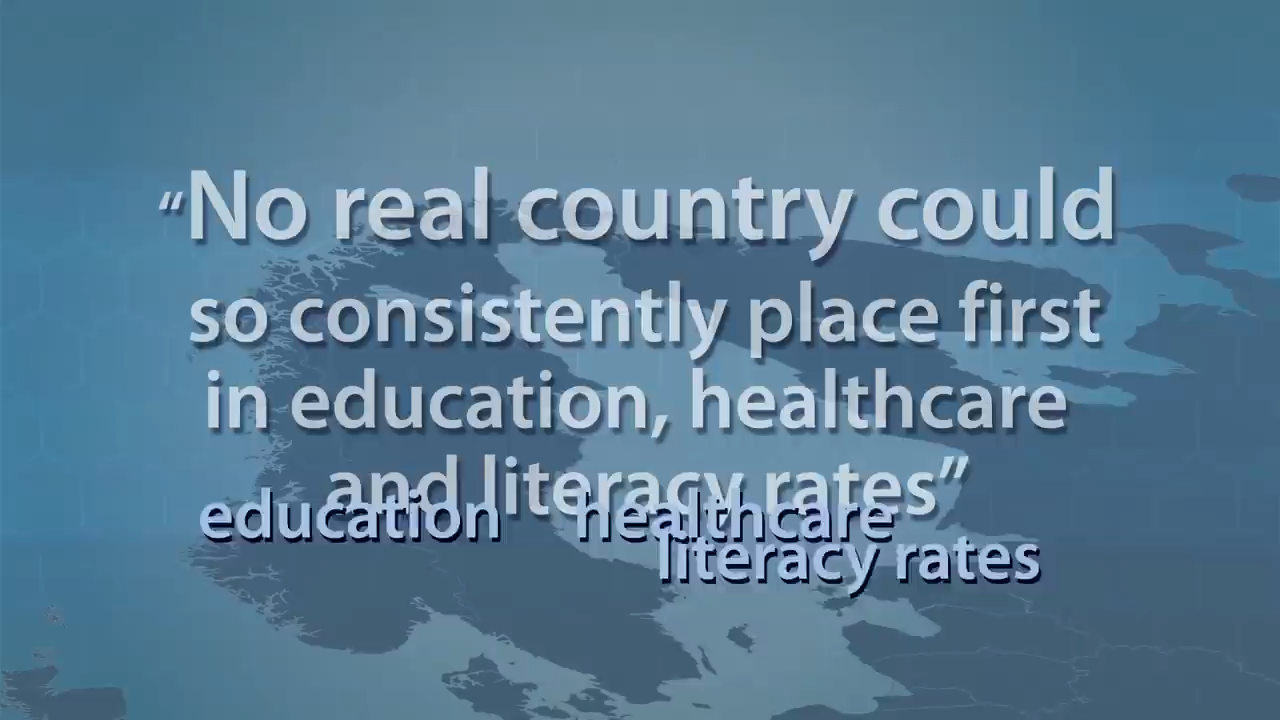 “No real country could
so consistently place first
in education, healthcare
and literacy rates”
education healthcare
literacy rates